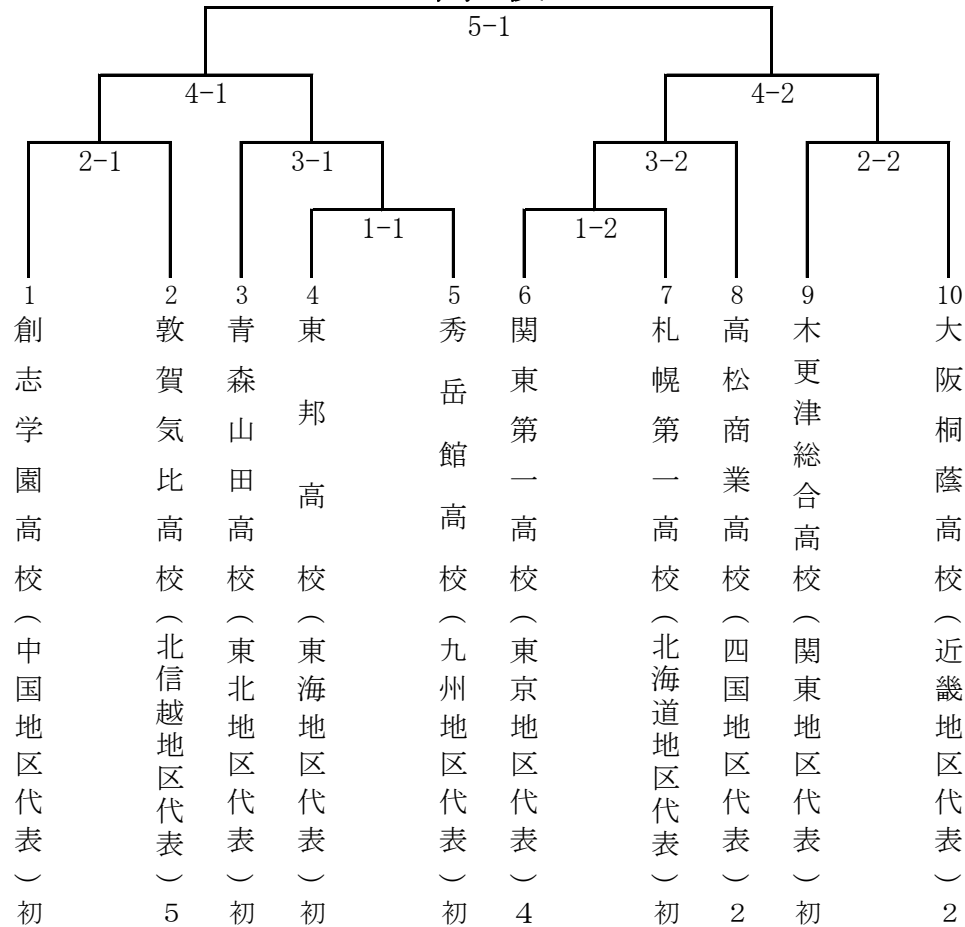 5-1
4-1
4-2
2-1
3-1
3-2
2-2
1-1
1-2
1
創志学園高校（中国地区代表）初
2
敦賀気比高校（北信越地区代表）5
3
青森山田高校（東北地区代表）初
4
東邦高校（東海地区代表）初
5
秀岳館高校（九州地区代表）初
6
関東第一高校（東京地区代表）4
7
札幌第一高校（北海道地区代表）初
8
高松商業高校（四国地区代表）2
9
木更津総合高校（関東地区代表）初
10
大阪桐蔭高校（近畿地区代表）2